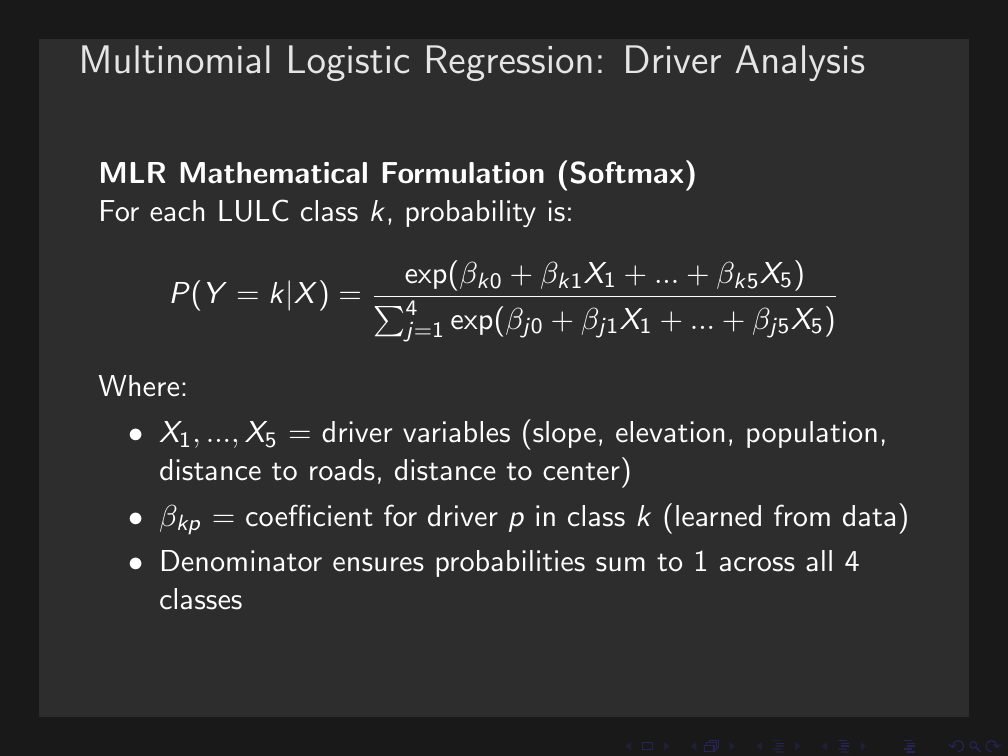 Multinomial Logistic Regression: Driver Analysis
MLR Mathematical Formulation (Softmax)
For each LULC class k, probability is:
P(Y = k|X) = \frac{exp(β_{k0} + β_{k1}X_1 + ... + β_{k5}X_5)}{\sum_{j=1}^{4} exp(β_{j0} + β_{j1}X_1 + ... + β_{j5}X_5)}
Where:
• X_1, ..., X_5 = driver variables (slope, elevation, population,
distance to roads, distance to center)
• β_{kp} = coefficient for driver p in class k (learned from data)
• Denominator ensures probabilities sum to 1 across all 4
classes